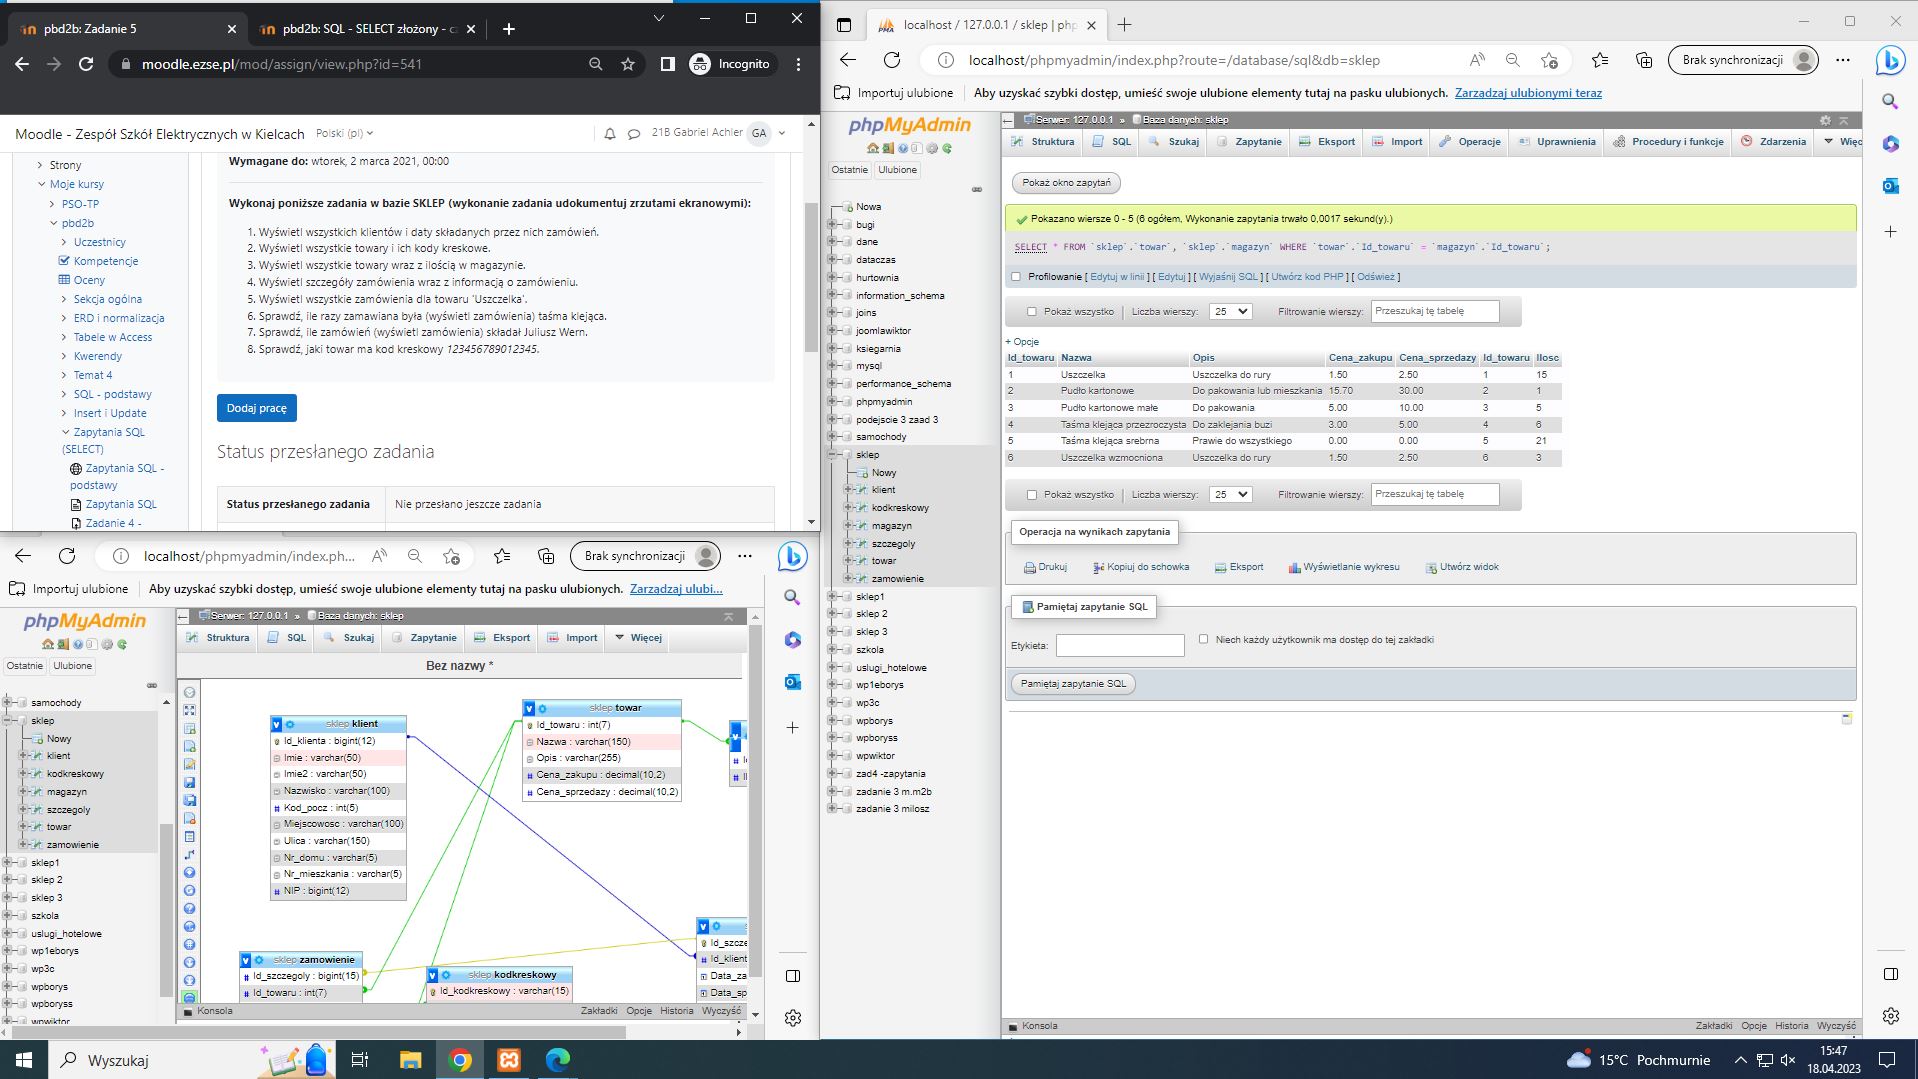 pbd2b: Zadanie 5
pbd2b: SQL - SELECT złożony - cz
moodle.ezse.pl/mod/assign/view.php?id=541
Incognito
Moodle - Zespół Szkół Elektrycznych w Kielcach
Polski (pl)
21B Gabriel Achler
GA
Strony
Moje kursy
PSO-TP
pbd2b
Uczestnicy
Kompetencje
Oceny
Sekcja ogólna
ERD i normalizacja
Tabele w Access
Kwerendy
Temat 4
SQL - podstawy
Insert i Update
Zapytania SQL
(SELECT)
Zapytania SQL -
podstawy
Zapytania SQL
Zadanie 4 -
Wymagane do: wtorek, 2 marca 2021, 00:00
Wykonaj poniższe zadania w bazie SKLEP (wykonanie zadania udokumentuj zrzutami ekranowymi):
1. Wyświetl wszystkich klientów i daty składanych przez nich zamówień.
2. Wyświetl wszystkie towary i ich kody kreskowe.
3. Wyświetl wszystkie towary wraz z ilością w magazynie.
4. Wyświetl szczegóły zamówienia wraz z informacją o zamówieniu.
5. Wyświetl wszystkie zamówienia dla towaru 'Uszczelka'.
6. Sprawdź, ile razy zamawiana była (wyświetl zamówienia) taśma klejąca.
7. Sprawdź, ile zamówień (wyświetl zamówienia) składał Juliusz Wern.
8. Sprawdź, jaki towar ma kod kreskowy 123456789012345.
Dodaj pracę
Status przesłanego zadania
Status przesłanego zadania
Nie przesłano jeszcze zadania
localhost/phpmyadmin/index.ph...
Brak synchronizacji
Importuj ulubione
Aby uzyskać szybki dostęp, umieść swoje ulubione elementy tutaj na pasku ulubionych.
Zarządzaj ulubi...
phpMyAdmin
Ostatnie
Ulubione
samochody
sklep
Nowy
klient
kodkreskowy
magazyn
szczegoly
towar
zamowienie
sklep1
sklep 2
sklep 3
szkola
uslugi_hotelowe
wp1eborys
wp3c
wpborys
wpboryss
wpwiktor
Serwer: 127.0.0.1 » Baza danych: sklep
Struktura
SQL
Szukaj
Zapytanie
Eksport
Import
Więcej
Bez nazwy *
sklep klient
Id_klienta : bigint(12)
Imie : varchar(50)
Imie2 : varchar(50)
Nazwisko : varchar(100)
Kod_pocz : int(5)
Miejscowosc : varchar(100)
Ulica : varchar(150)
Nr_domu : varchar(5)
Nr_mieszkania : varchar(5)
NIP : bigint(12)
sklep towar
Id_towaru : int(7)
Nazwa : varchar(150)
Opis : varchar(255)
Cena_zakupu : decimal(10,2)
Cena_sprzedazy : decimal(10,2)
sklep zamowienie
Id_szczegoly : bigint(15)
Id_towaru : int(7)
sklep kodkreskowy
Id_kodkreskowy : varchar(15)
Id_szcze
Id_klient
Data_za
Data_sp
Konsola
Zakładki
Opcje
Historia
Wyczyść
localhost / 127.0.0.1 / sklep | php
localhost/phpmyadmin/index.php?route=/database/sql&db=sklep
Brak synchronizacji
Importuj ulubione
Aby uzyskać szybki dostęp, umieść swoje ulubione elementy tutaj na pasku ulubionych.
Zarządzaj ulubionymi teraz
phpMyAdmin
Ostatnie
Ulubione
Nowa
bugi
dane
dataczas
hurtownia
information_schema
joins
joomlawiktor
ksiegarnia
mysql
performance_schema
phpmyadmin
podejscie 3 zaad 3
samochody
sklep
Nowy
klient
kodkreskowy
magazyn
szczegoly
towar
zamowienie
sklep1
sklep 2
sklep 3
szkola
uslugi_hotelowe
wp1eborys
wp3c
wpborys
wpboryss
wpwiktor
zad4 -zapytania
zadanie 3 m.m2b
zadanie 3 milosz
Serwer: 127.0.0.1 » Baza danych: sklep
Struktura
SQL
Szukaj
Zapytanie
Eksport
Import
Operacje
Uprawnienia
Procedury i funkcje
Zdarzenia
Więc
Pokaż okno zapytań
Pokazano wiersze 0 - 5 (6 ogółem, Wykonanie zapytania trwało 0,0017 sekund(y).)
SELECT * FROM `sklep`.`towar`, `sklep`.`magazyn` WHERE `towar`.`Id_towaru` = `magazyn`.`Id_towaru`;
Profilowanie [ Edytuj w linii ] [ Edytuj ] [ Wyjaśnij SQL ] [ Utwórz kod PHP ] [ Odśwież ]
Pokaż wszystko | Liczba wierszy: 25 Filtrowanie wierszy: Przeszukaj tę tabelę
+ Opcje
Id_towaru Nazwa Opis Cena_zakupu Cena_sprzedazy Id_towaru Ilosc
1 Uszczelka Uszczelka do rury 1.50 2.50 1 15
2 Pudło kartonowe Do pakowania lub mieszkania 15.70 30.00 2 1
3 Pudło kartonowe małe Do pakowania 5.00 10.00 3 5
4 Taśma klejąca przezroczysta Do zaklejania buzi 3.00 5.00 4 6
5 Taśma klejąca srebrna Prawie do wszystkiego 0.00 0.00 5 21
6 Uszczelka wzmocniona Uszczelka do rury 1.50 2.50 6 3
Pokaż wszystko | Liczba wierszy: 25 Filtrowanie wierszy: Przeszukaj tę tabelę
Operacja na wynikach zapytania
Drukuj
Kopiuj do schowka
Eksport
Wyświetlanie wykresu
Utwórz widok
Pamiętaj zapytanie SQL
Etykieta:
Niech każdy użytkownik ma dostęp do tej zakładki
Pamiętaj zapytanie SQL
Konsola
Zakładki
Opcje
Historia
Wyczyść
Wyszukaj
15°C Pochmurnie
15:47
18.04.2023